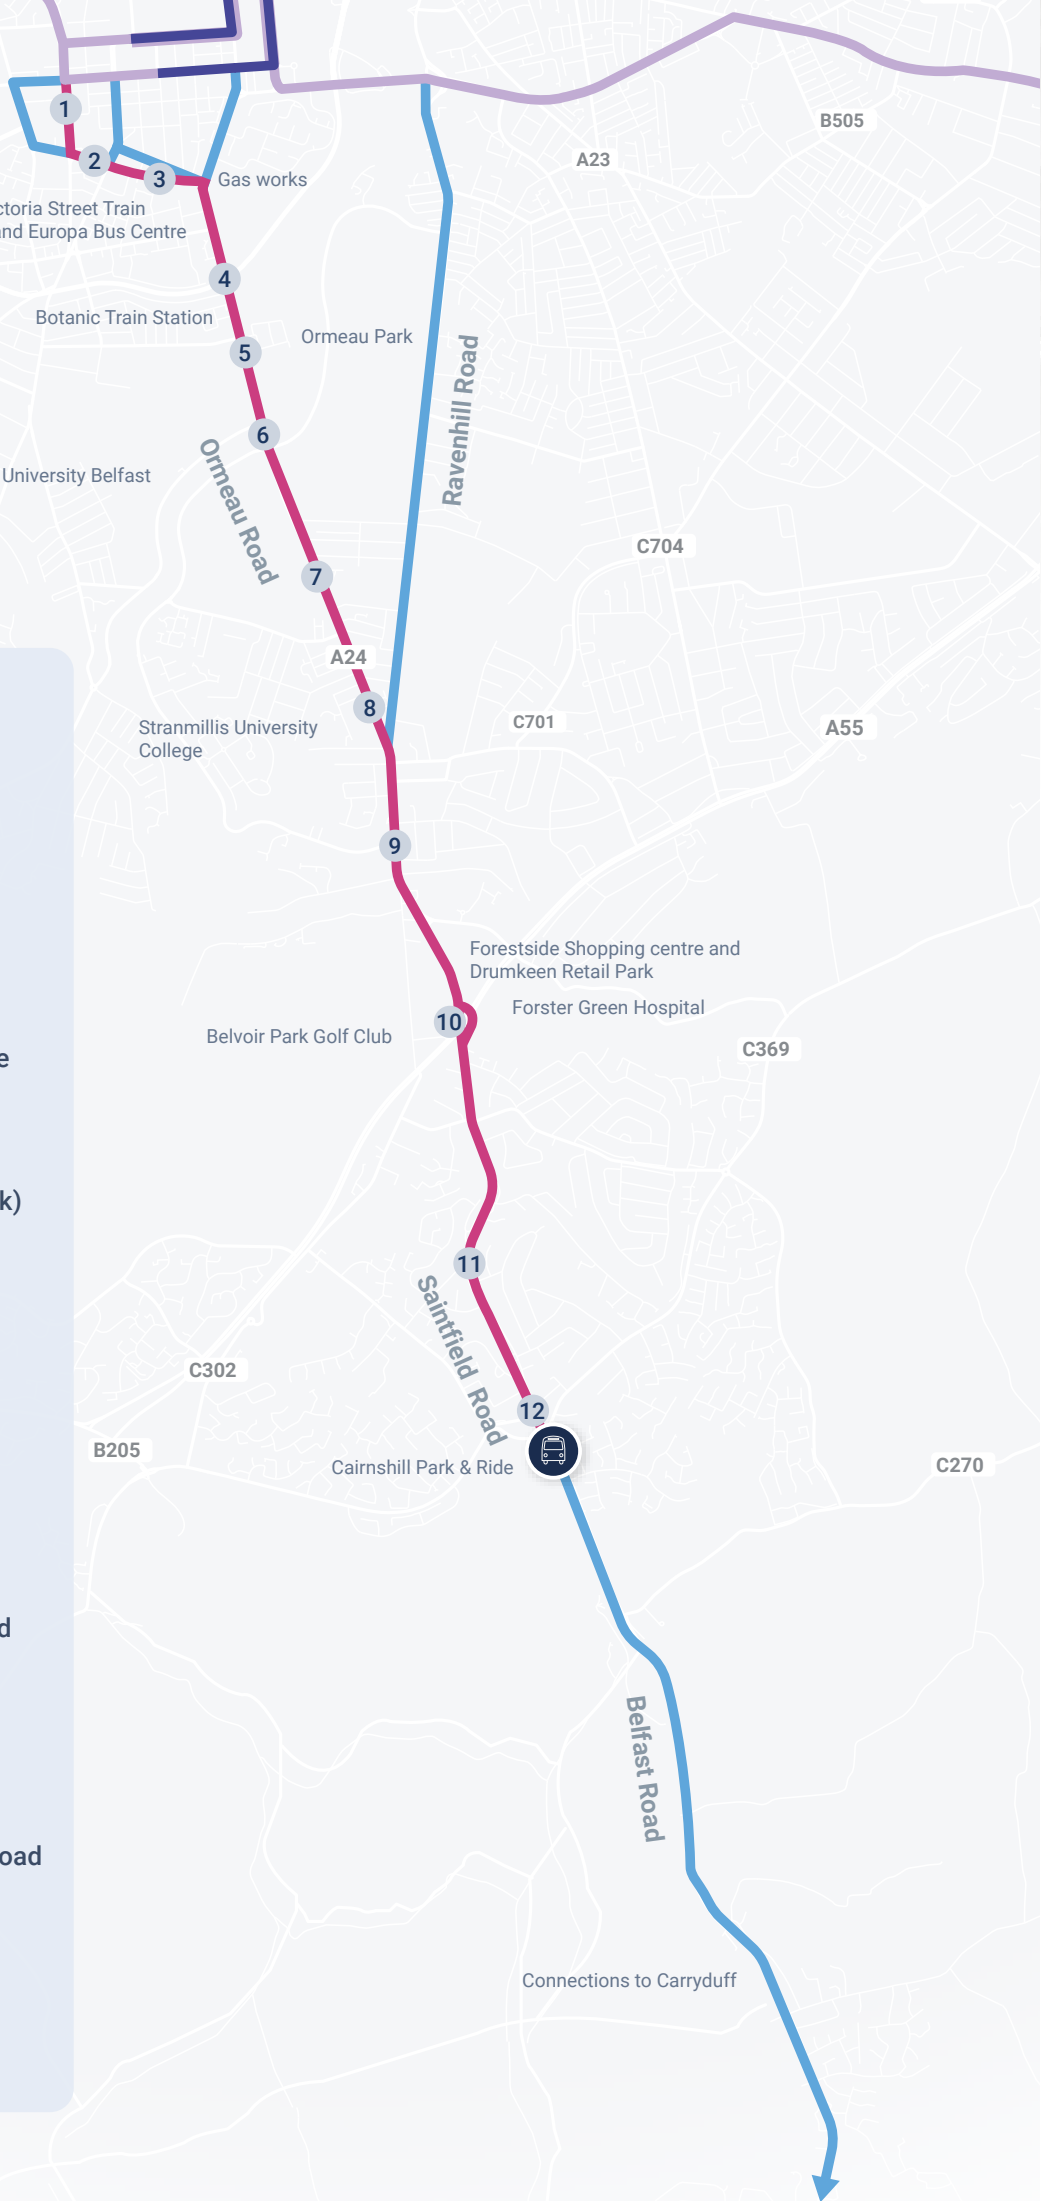 B505
1
A23
2
3
Gas works
ctoria Street Train
nd Europa Bus Centre
4
Botanic Train Station
Ormeau Park
5
Ravenhill Road
6
Ormeau Road
University Belfast
C704
7
A24
8
C701
A55
Stranmillis University
College
9
Forestside Shopping centre and
Drumkeen Retail Park
Forster Green Hospital
10
Belvoir Park Golf Club
C369
e
k)
11
Saintfield Road
C302
12
B205
Cairnshill Park & Ride
C270
d
Belfast Road
oad
Connections to Carryduff